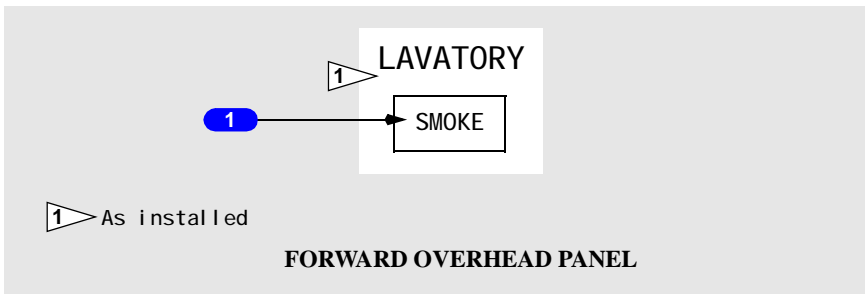 LAVATORY
1
1
SMOKE
1 As installed
FORWARD OVERHEAD PANEL